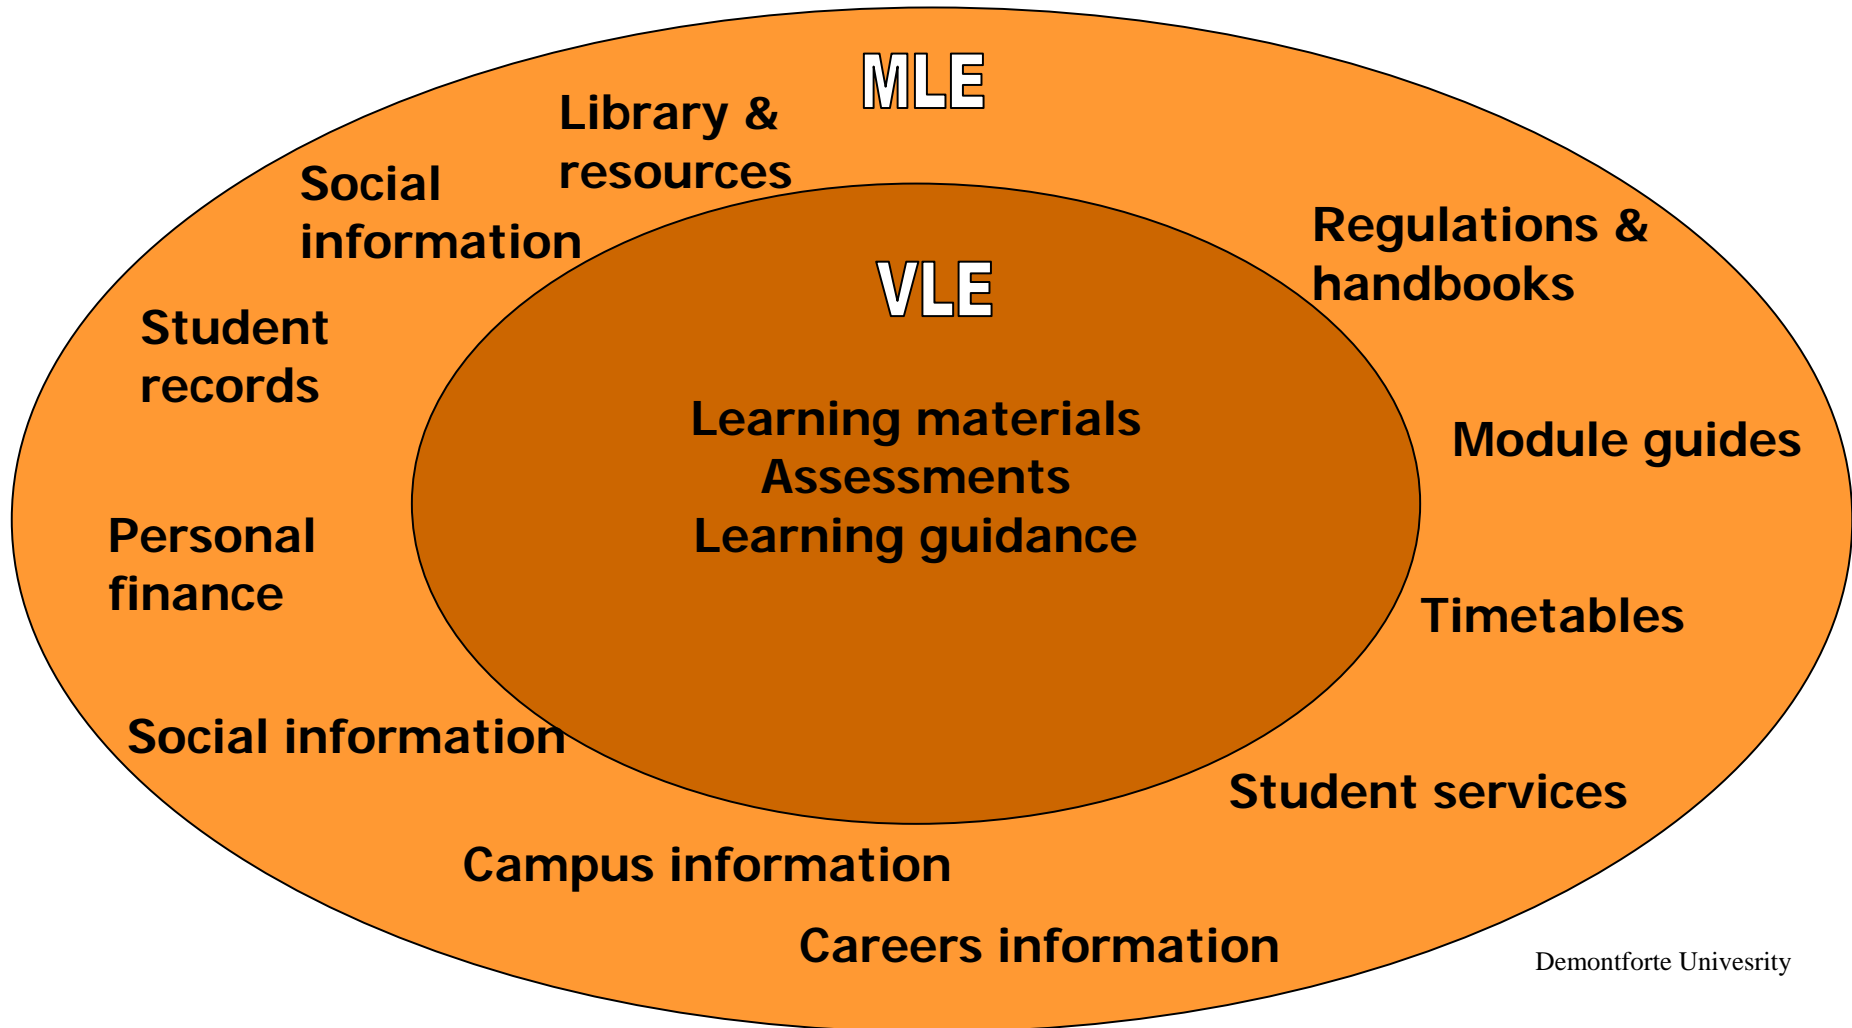 MLE
Library &
resources
Social
information
Regulations &
handbooks
VLE
Student
records
Learning materials
Assessments
Learning guidance
Module guides
Personal
finance
Timetables
Social information
Student services
Campus information
Careers information
Demontforte Univesrity